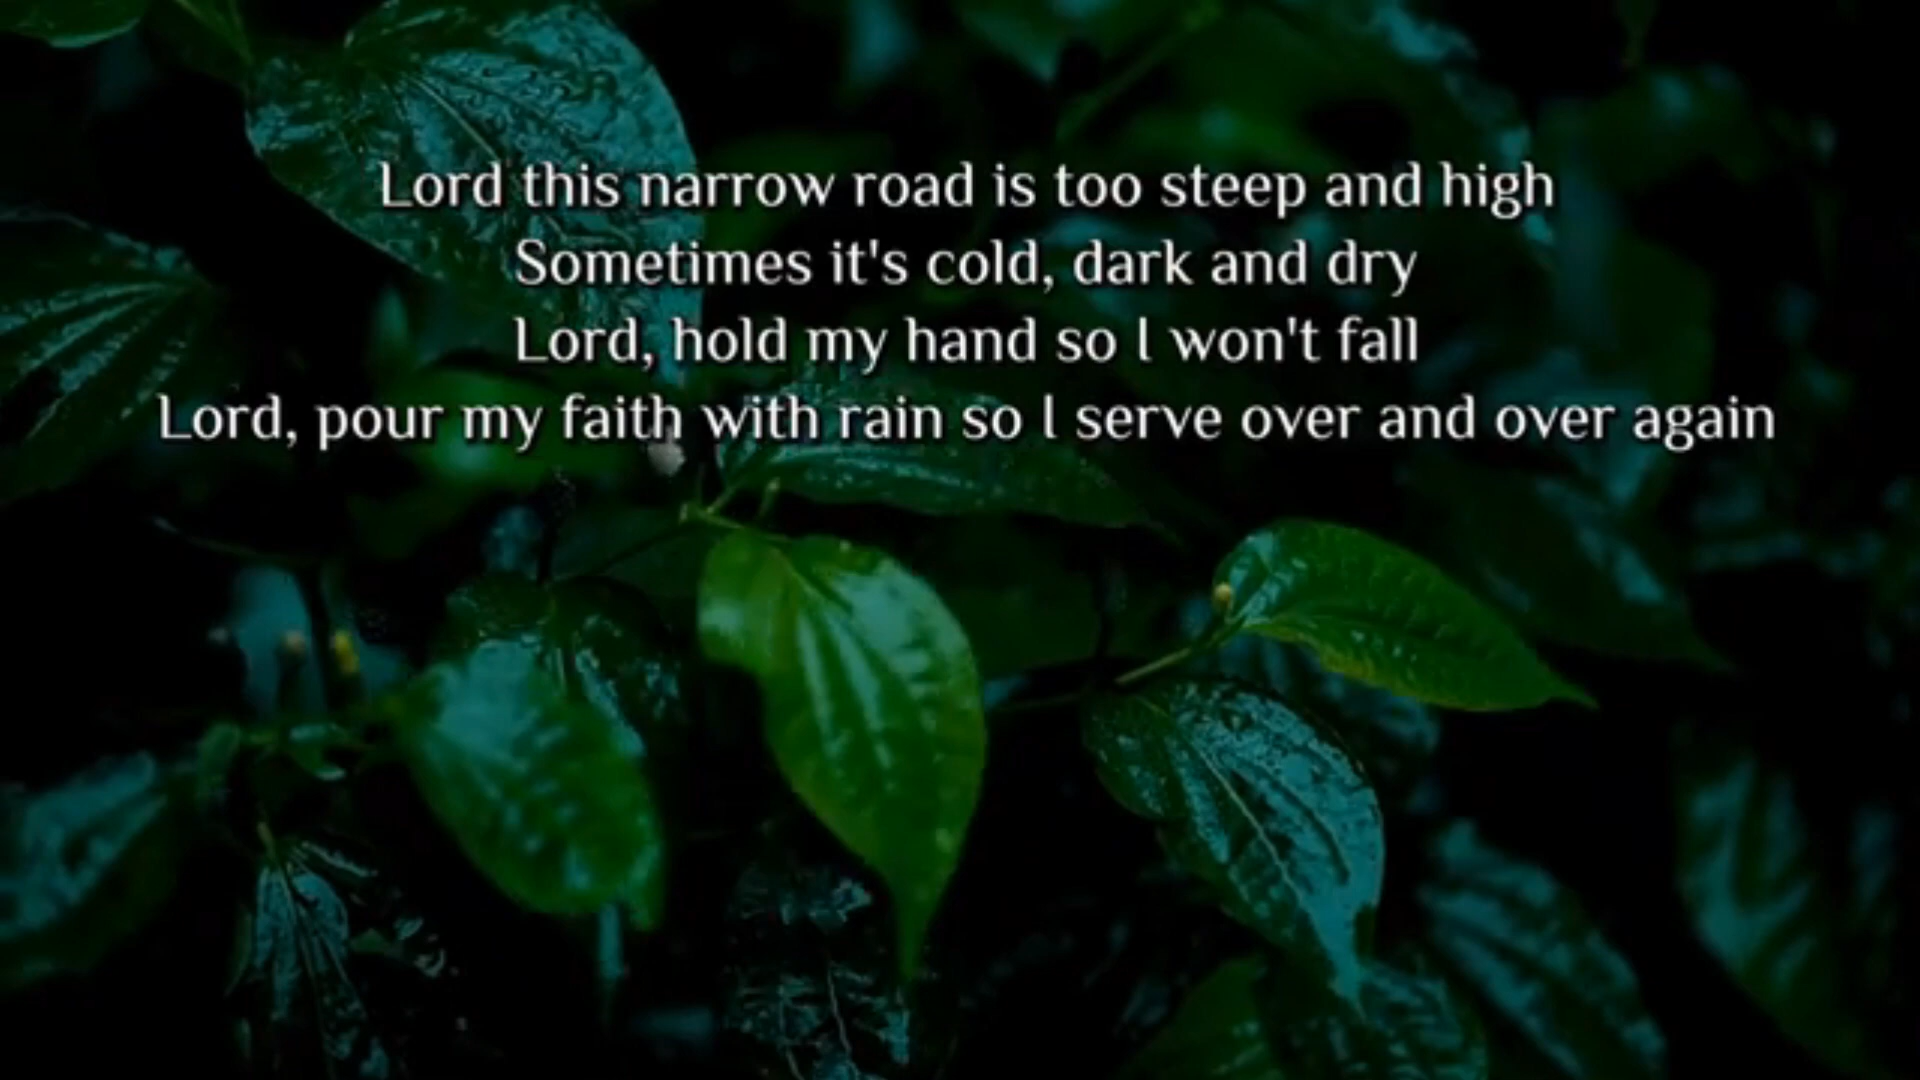 Lord this narrow road is too steep and high
Sometimes it's cold, dark and dry
Lord, hold my hand so I won't fall
Lord, pour my faith with rain so I serve over and over again